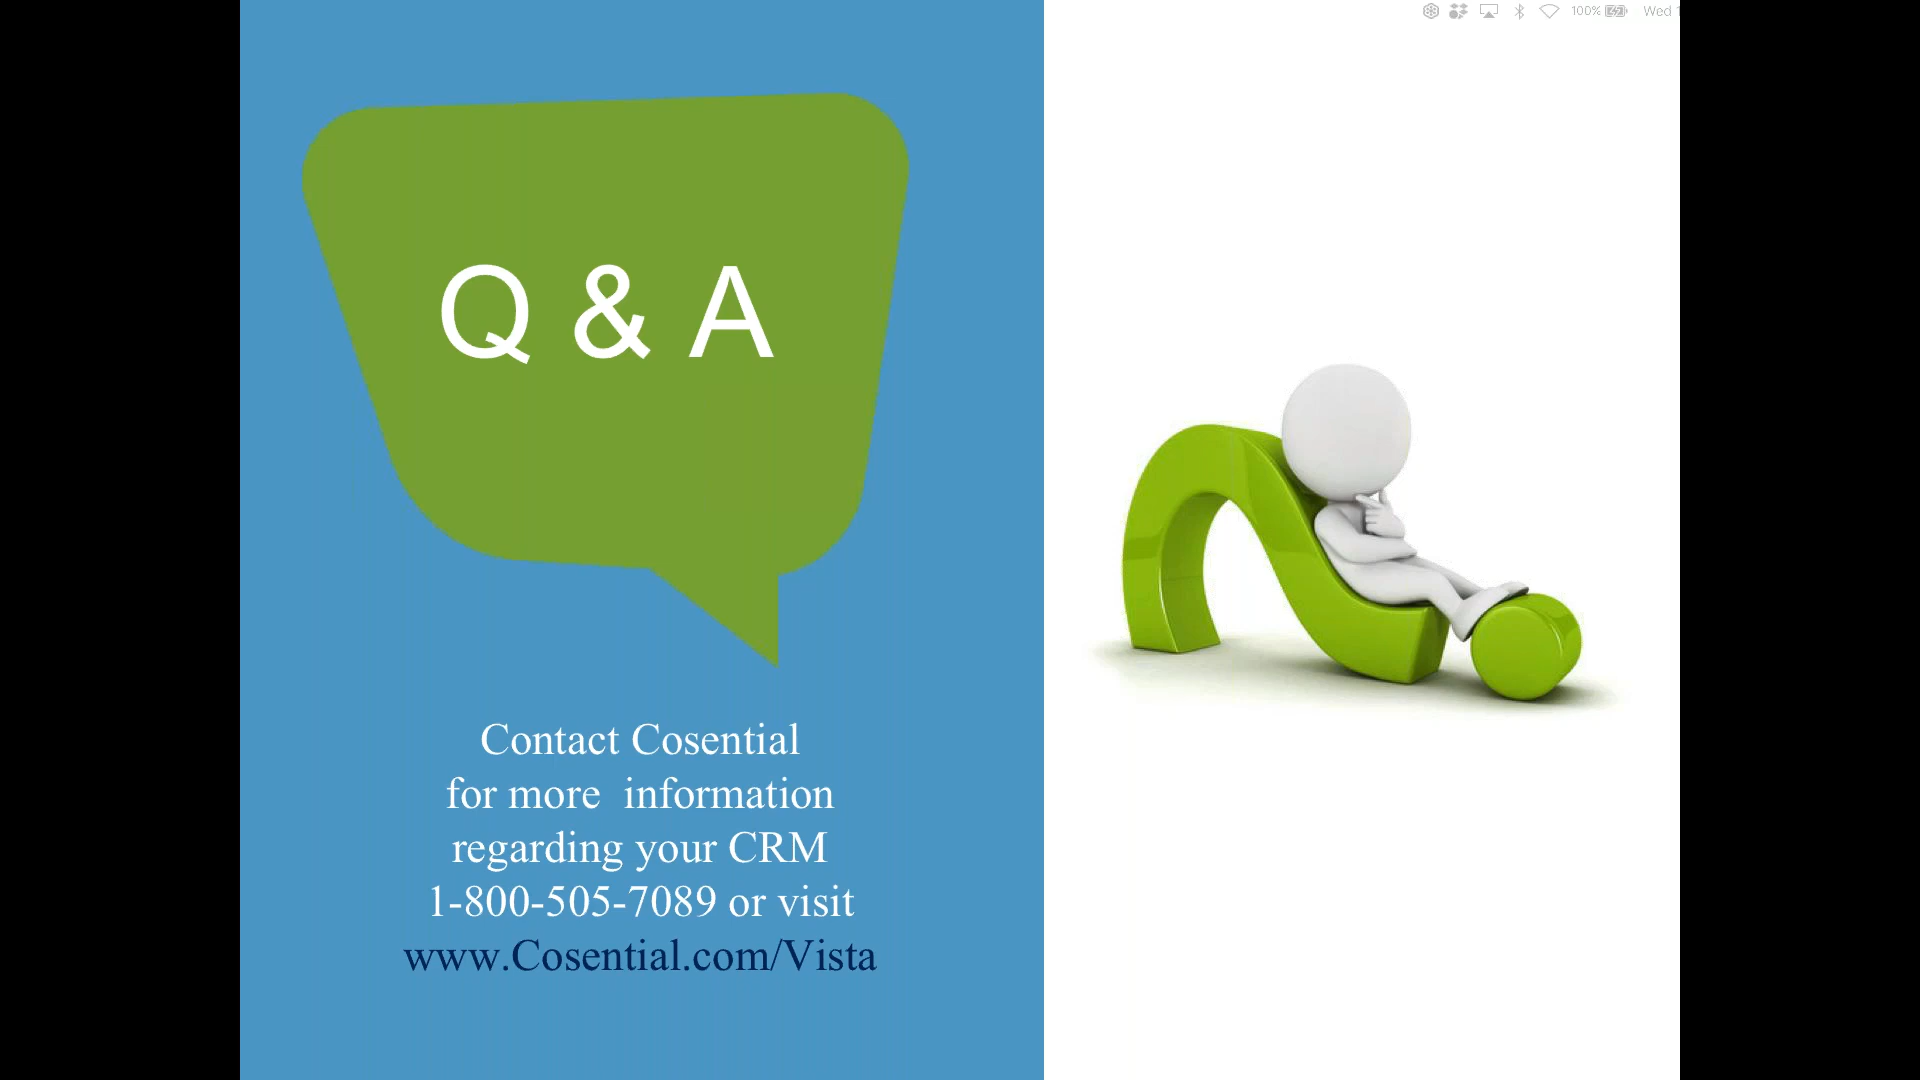 100% Wed 1
Q & A
Contact Cosential
for more information
regarding your CRM
1-800-505-7089 or visit
www.Cosential.com/Vista